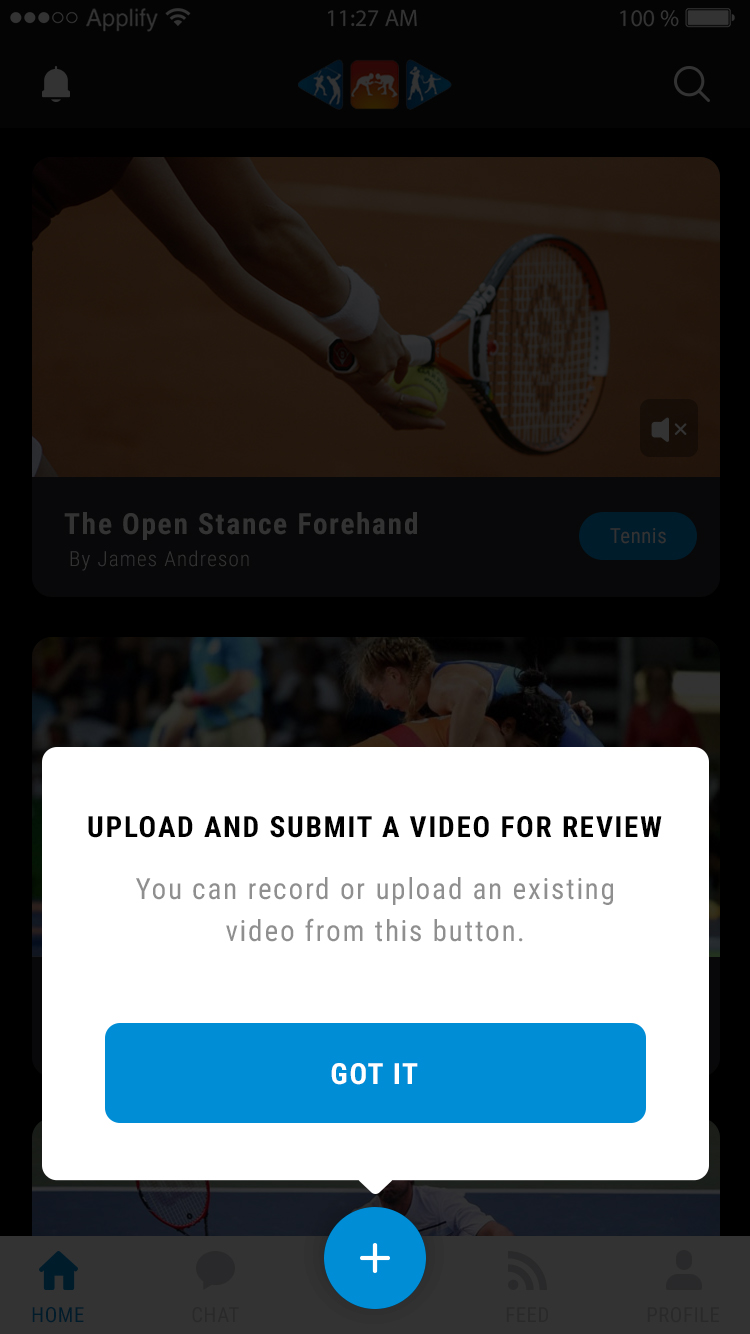 Applify 11:27 AM 100 %
The Open Stance Forehand
By James Andreson
Tennis
UPLOAD AND SUBMIT A VIDEO FOR REVIEW
You can record or upload an existing
video from this button.
GOT IT
HOME CHAT FEED PROFILE